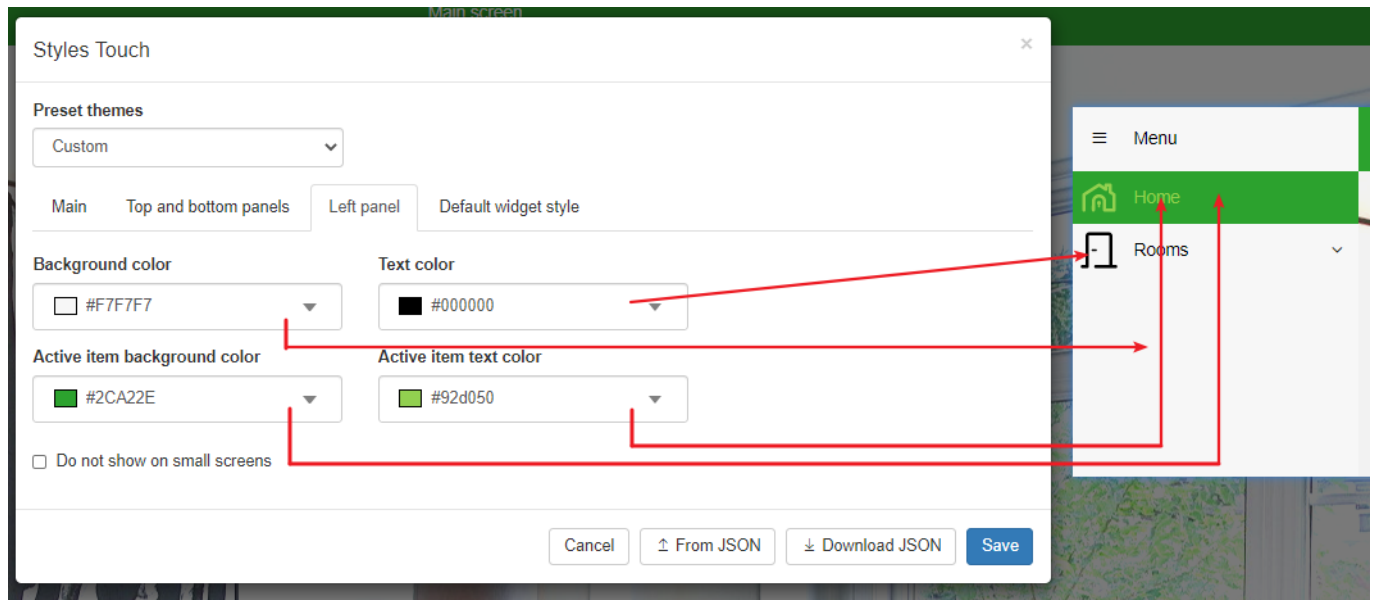 Main screen
Styles Touch
×
Preset themes
Custom
Main Top and bottom panels Left panel Default widget style
Background color Text color
#F7F7F7 #000000
Active item background color Active item text color
#2CA22E #92d050
Do not show on small screens
Cancel From JSON Download JSON Save
Menu
Home
Rooms